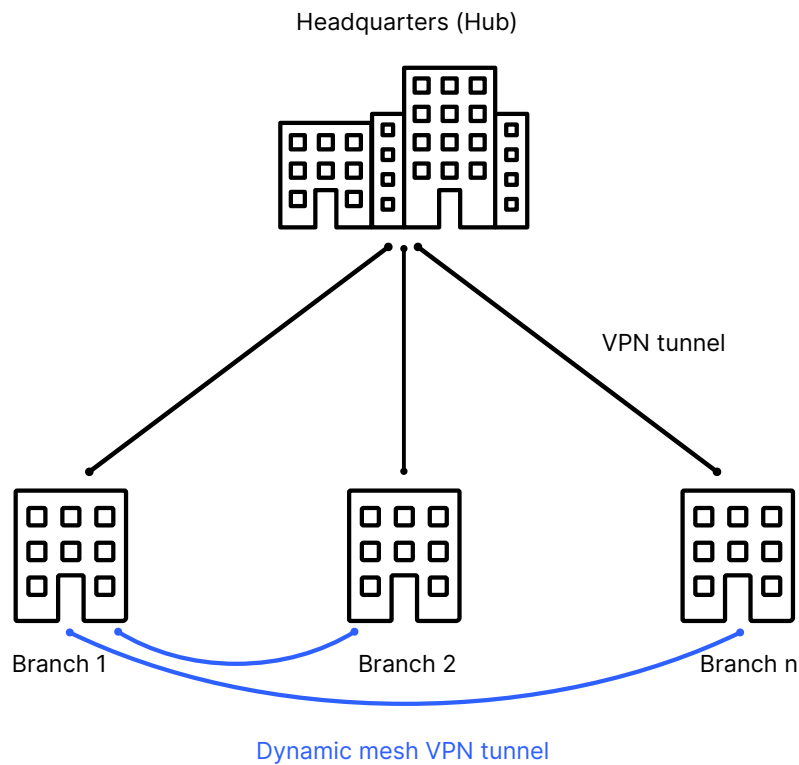 Headquarters (Hub)
VPN tunnel
Branch 1
Branch 2
Branch n
Dynamic mesh VPN tunnel